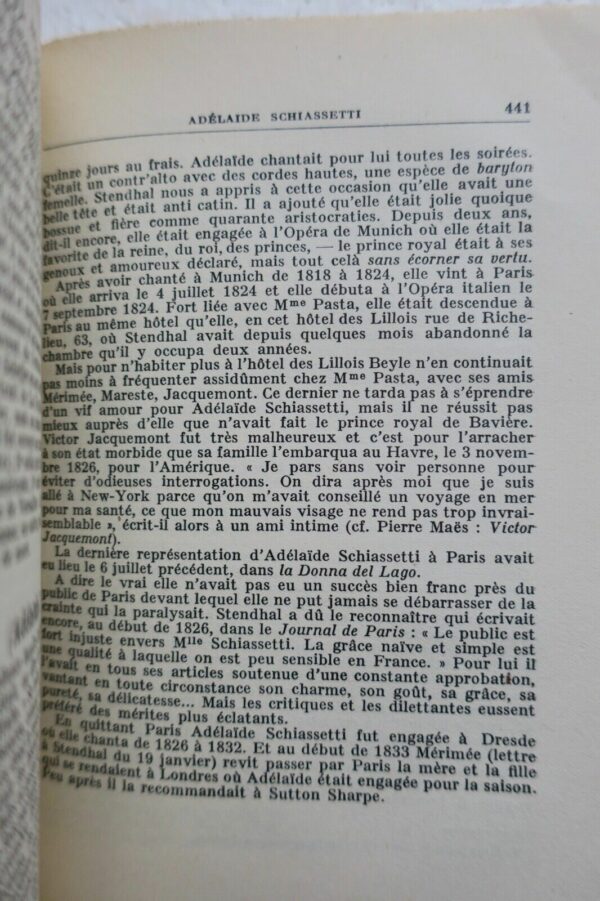 ADÉLAIDE SCHIASSETTI
441
quinze jours au frais. Adélaïde chantait pour lui toutes les soirées.
C'était un contr'alto avec des cordes hautes, une espèce de baryton
femelle. Stendhal nous a appris à cette occasion qu'elle avait une
belle tête et était anti catin. Il a ajouté qu'elle était jolie quoique
bossue et fière comme quarante aristocraties. Depuis deux ans,
dit-il encore, elle était engagée à l'Opéra de Munich où elle était la
favorite de la reine, du roi, des princes, — le prince royal était à ses
genoux et amoureux déclaré, mais tout cela sans écorner sa vertu.
Après avoir chanté à Munich de 1818 à 1824, elle vint à Paris
où elle arriva le 4 juillet 1824 et elle débuta à l'Opéra italien le
7 septembre 1824. Fort liée avec Mme Pasta, elle était descendue à
Paris au même hôtel qu'elle, en cet hôtel des Lillois rue de Riche-
lieu, 63, où Stendhal avait depuis quelques mois abandonné la
chambre qu'il y occupa deux années.
Mais pour n'habiter plus à l'hôtel des Lillois Beyle n'en continuait
pas moins à fréquenter assidûment chez Mme Pasta, avec ses amis
Mérimée, Mareste, Jacquemont. Ce dernier ne tarda pas à s'éprendre
d'un vif amour pour Adélaïde Schiassetti, mais il ne réussit pas
mieux auprès d'elle que n'avait fait le prince royal de Bavière.
Victor Jacquemont fut très malheureux et c'est pour l'arracher
à son état morbide que sa famille l'embarqua au Havre, le 3 novem-
bre 1826, pour l'Amérique. « Je pars sans voir personne pour
éviter d'odieuses interrogations. On dira après moi que je suis
allé à New-York parce qu'on m'avait conseillé un voyage en mer
pour ma santé, ce que mon mauvais visage ne rend pas trop invrai-
semblable », écrit-il alors à un ami intime (cf. Pierre Maës : Victor
Jacquemont).
La dernière représentation d'Adélaïde Schiassetti à Paris avait
eu lieu le 6 juillet précédent, dans la Donna del Lago.
A dire le vrai elle n'avait pas eu un succès bien franc près du
public de Paris devant lequel elle ne put jamais se débarrasser de la
crainte qui la paralysait. Stendhal a dû le reconnaître qui écrivait
encore, au début de 1826, dans le Journal de Paris : « Le public est
fort injuste envers Mlle Schiassetti. La grâce naïve et simple est
une qualité à laquelle on est peu sensible en France. » Pour lui il
l'avait en tous ses articles soutenue d'une constante approbation,
vantant en toute circonstance son charme, son goût, sa grâce, sa
pureté, sa délicatesse... Mais les critiques et les dilettantes eussent
préféré des mérites plus éclatants.
En quittant Paris Adélaïde Schiassetti fut engagée à Dresde
où elle chanta de 1826 à 1832. Et au début de 1833 Mérimée (lettre
à Stendhal du 19 janvier) revit passer par Paris la mère et la fille
qui se rendaient à Londres où Adélaïde était engagée pour la saison.
Peu après il la recommandait à Sutton Sharpe.